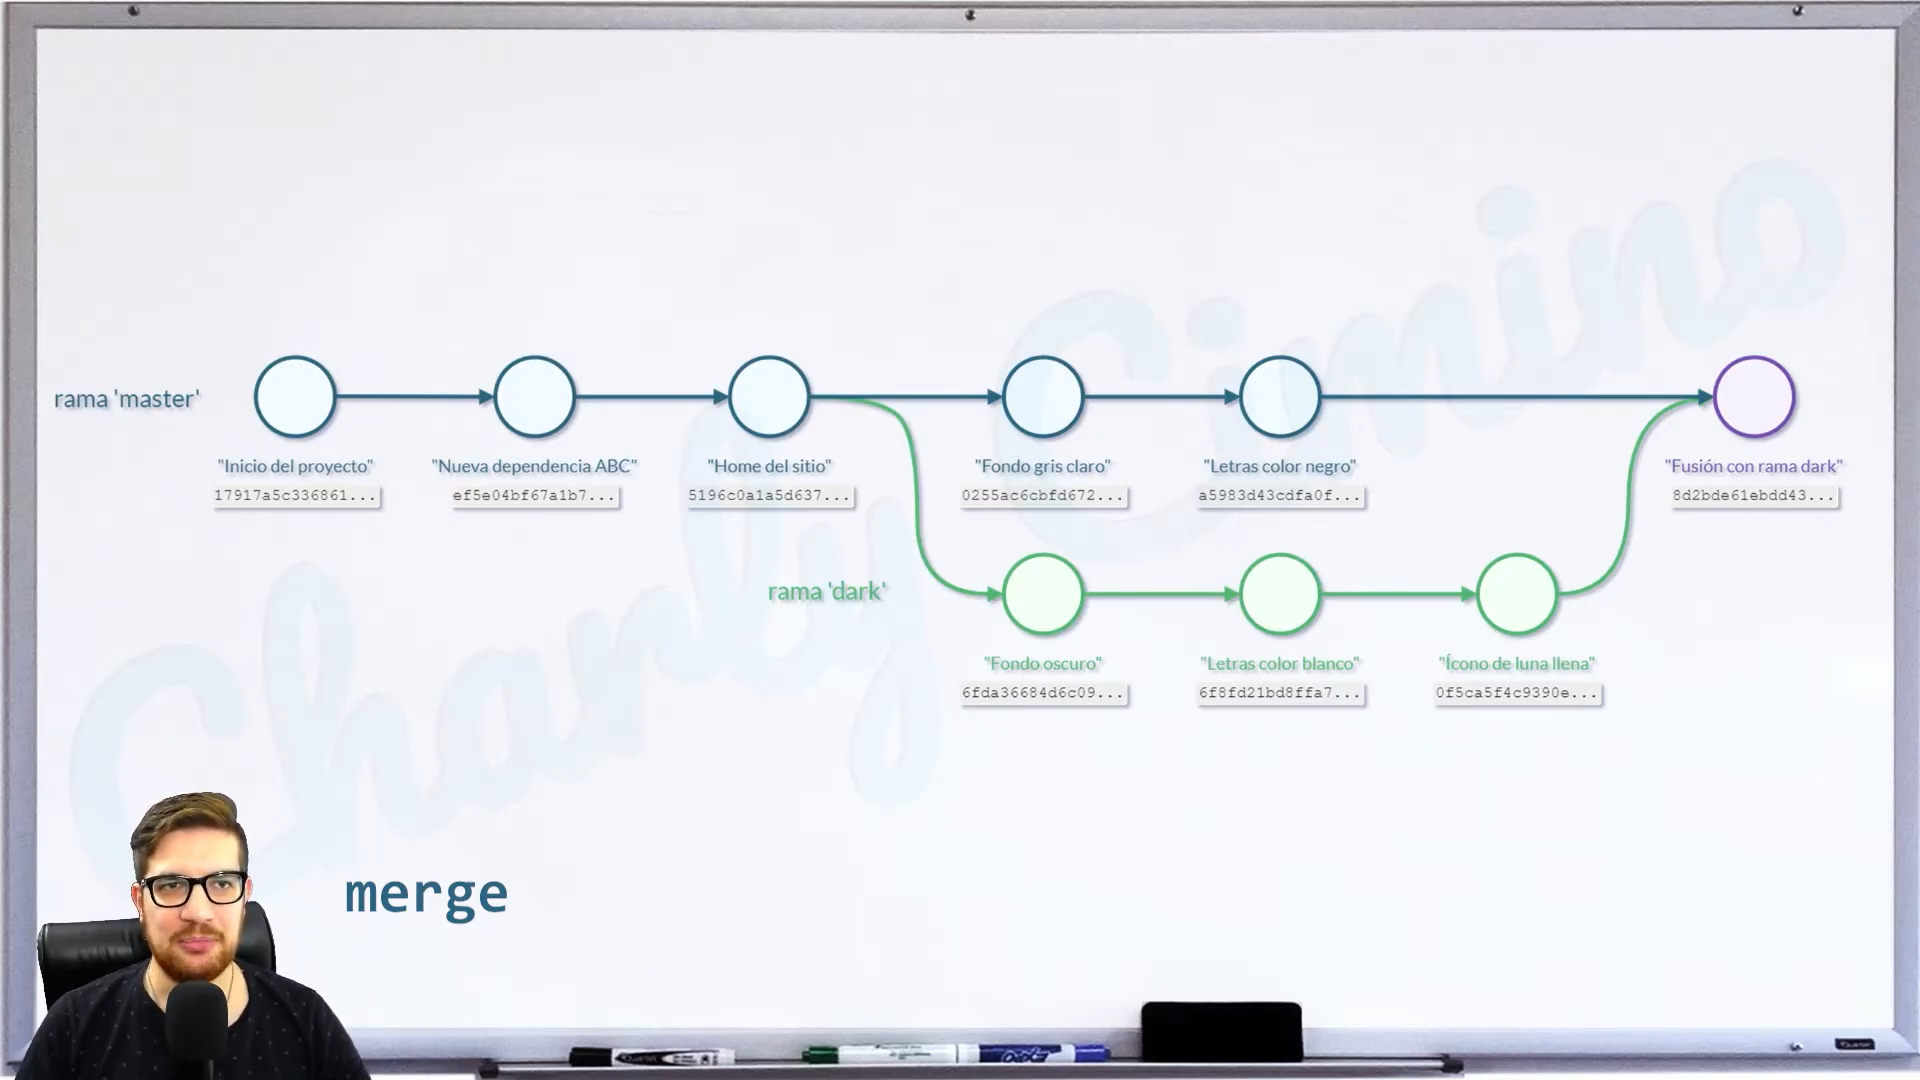 Charly Cimino
rama 'master'
"Inicio del proyecto"
17917a5c336861...
"Nueva dependencia ABC"
ef5e04bf67a1b7...
"Home del sitio"
5196c0a1a5d637...
"Fondo gris claro"
0255ac6cbfd672...
"Letras color negro"
a5983d43cdfa0f...
"Fusión con rama dark"
8d2bde61ebdd43...
rama 'dark'
"Fondo oscuro"
6fda36684d6c09...
"Letras color blanco"
6f8fd21bd8ffa7...
"Ícono de luna llena"
0f5ca5f4c9390e...
merge